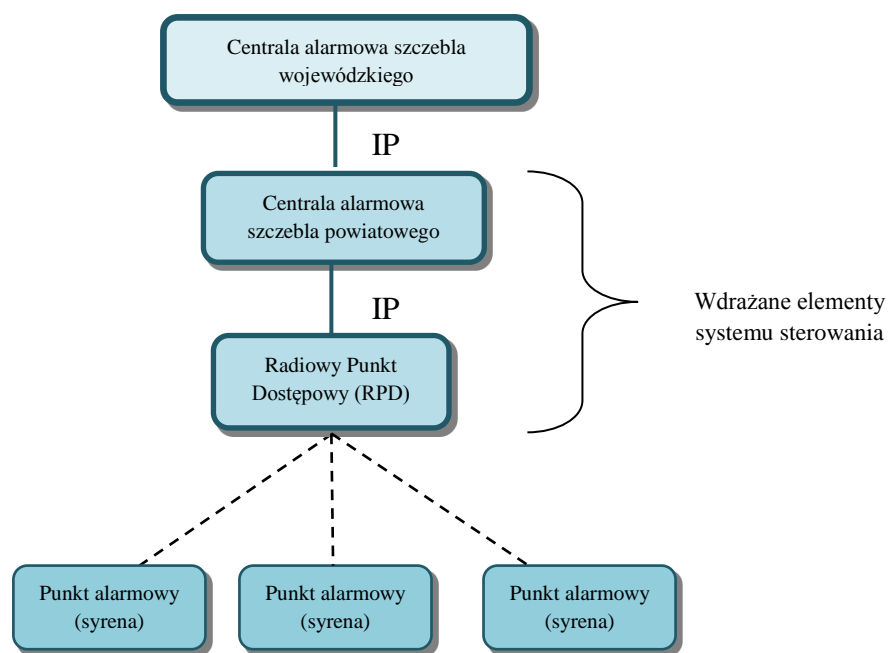 Centrala alarmowa szczebla
wojewódzkiego
IP
Centrala alarmowa
szczebla powiatowego
IP
Wdrażane elementy
systemu sterowania
Radiowy Punkt
Dostępowy (RPD)
Punkt alarmowy
(syrena)
Punkt alarmowy
(syrena)
Punkt alarmowy
(syrena)